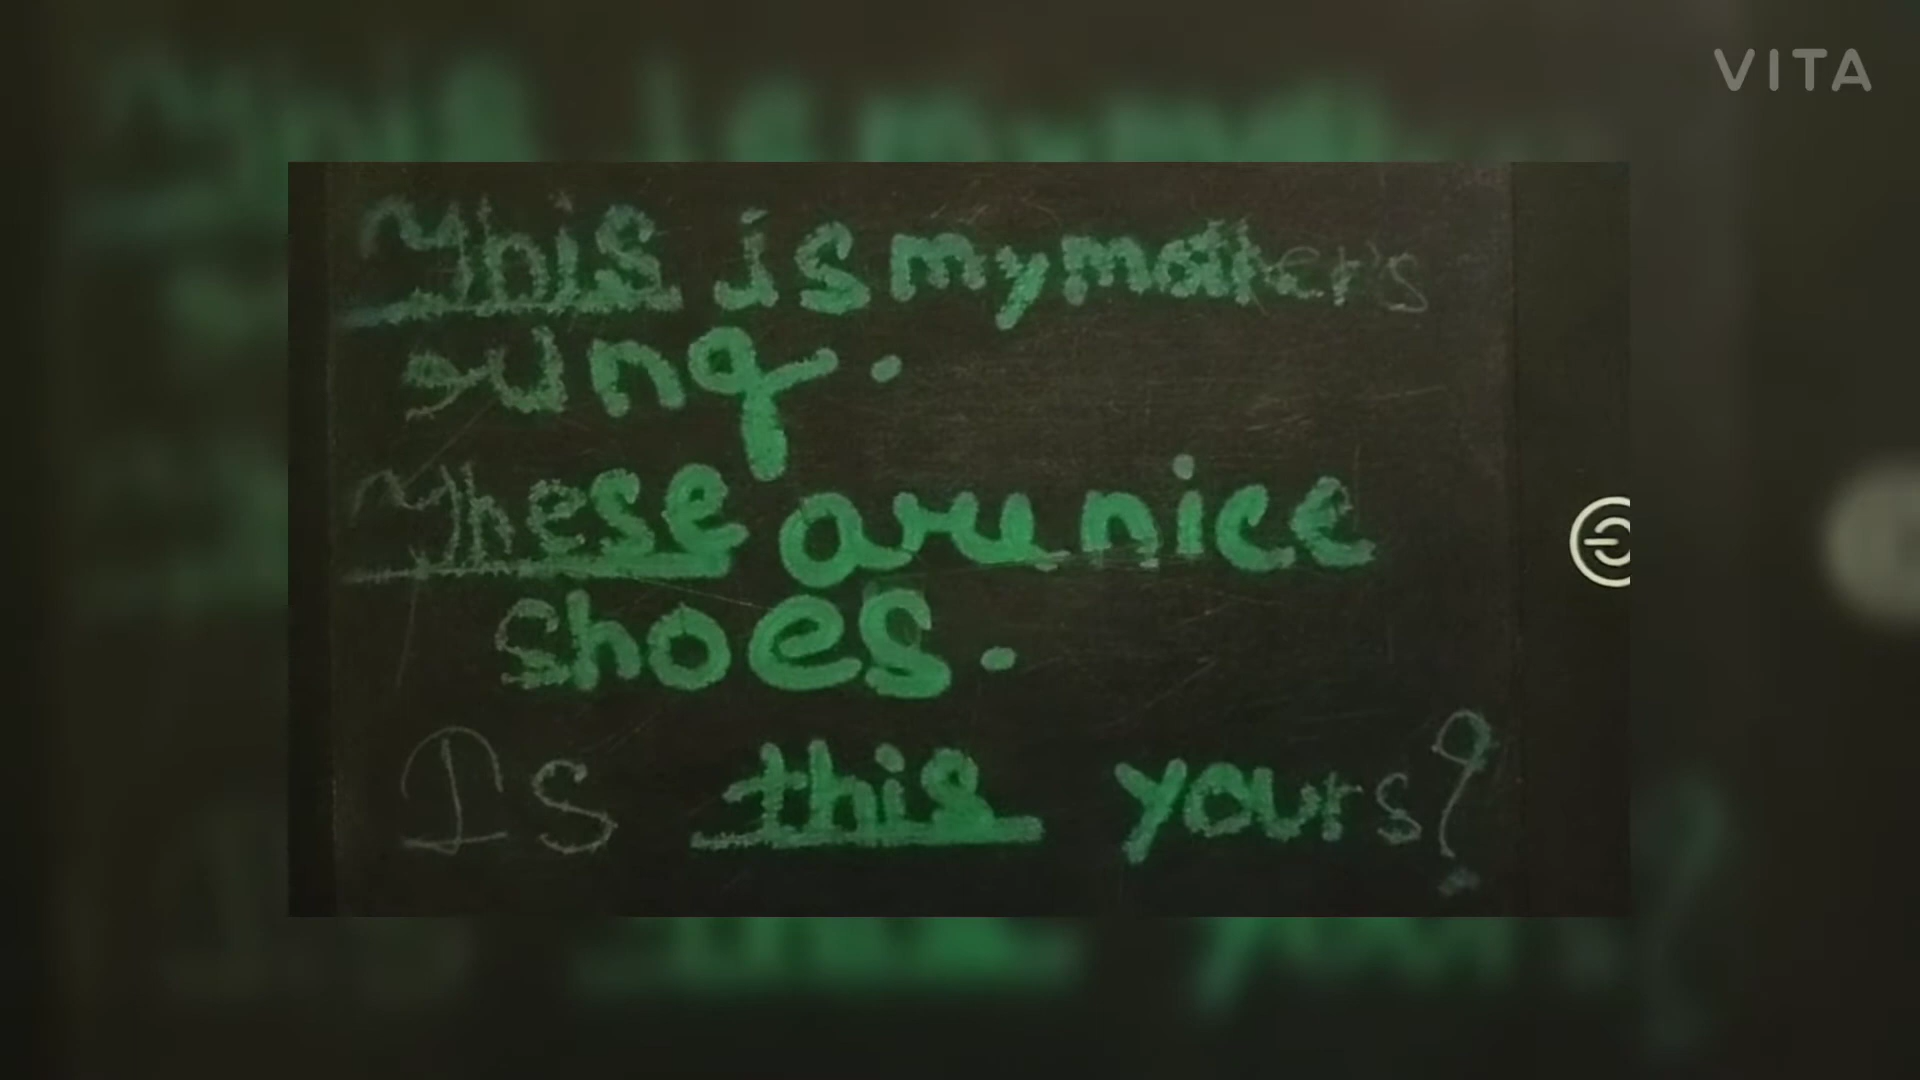 VITA
This is my mother's
ring.
These are nice
shoes.
Is this yours?